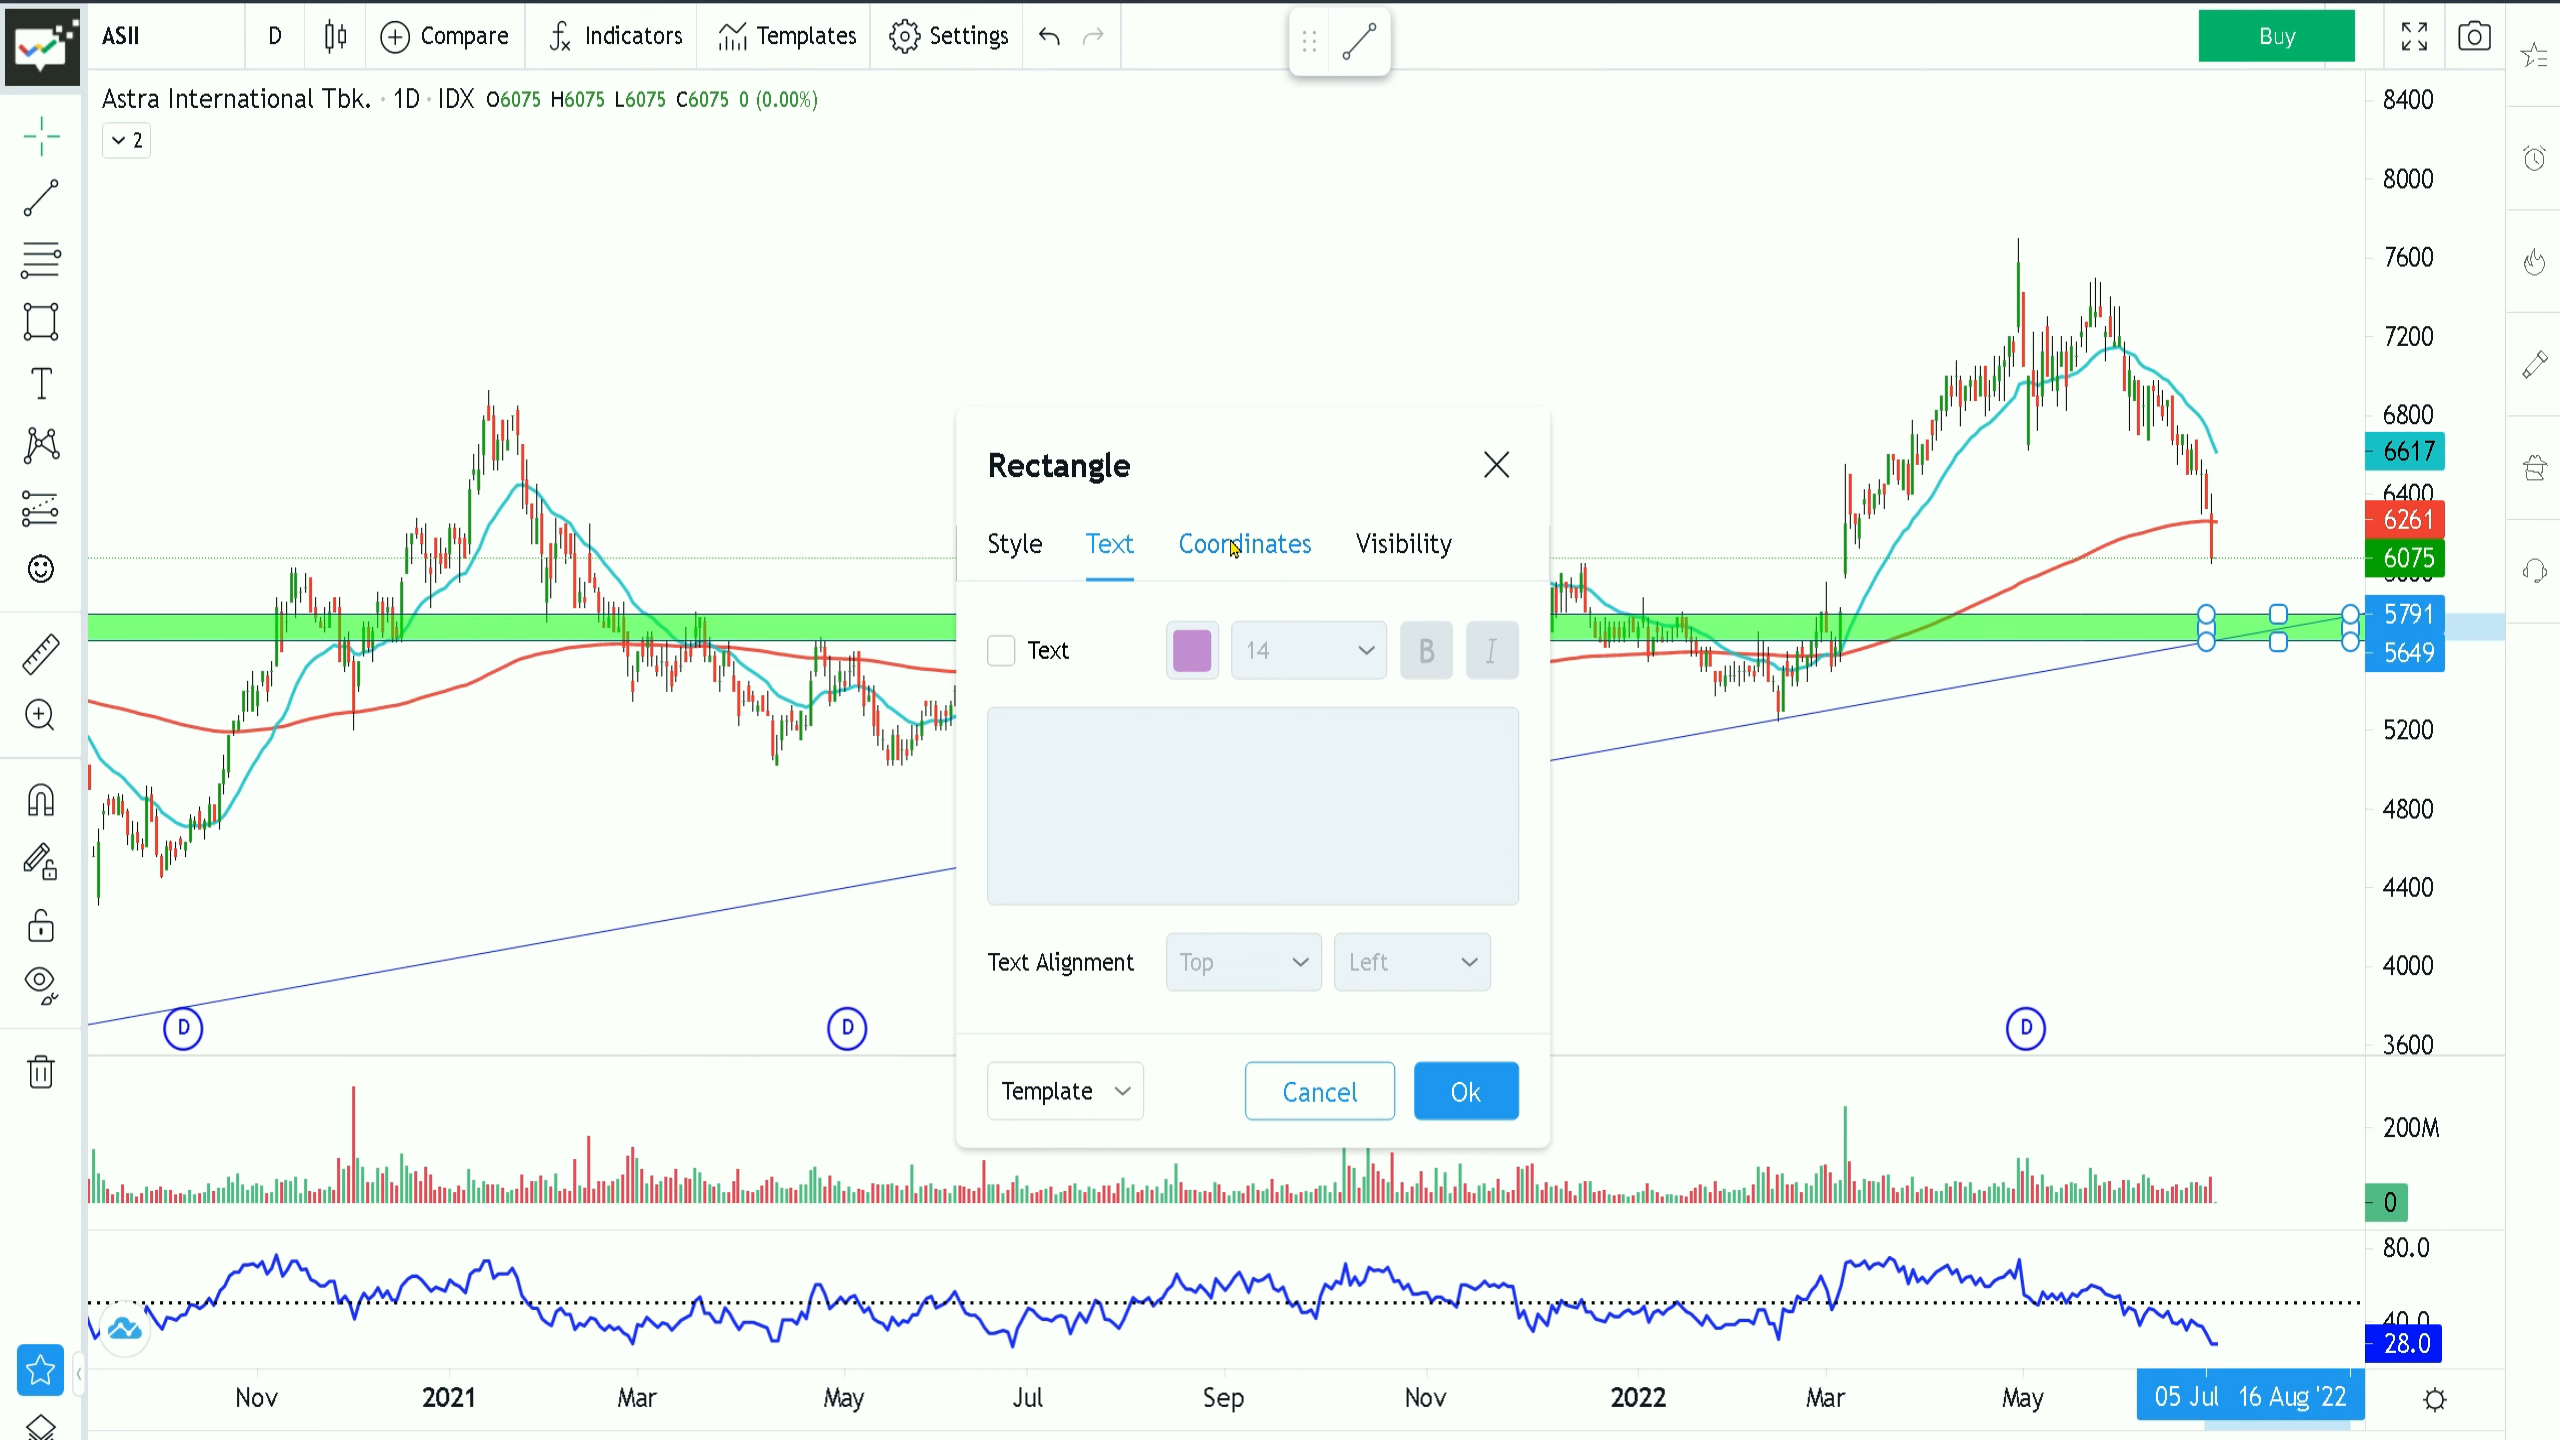 ASII D Compare Indicators Templates Settings Buy
Astra International Tbk. · 1D · IDX O6075 H6075 L6075 C6075 0 (0.00%)
2
8400
8000
7600
7200
6800
6617
6400
6261
6075
5791
5649
5200
4800
4400
4000
3600
Rectangle
Style Text Coordinates Visibility
Text 14 B I
Text Alignment Top Left
Template Cancel Ok
D D D
200M
0
80.0
40.0
28.0
Nov 2021 Mar May Jul Sep Nov 2022 Mar May 05 Jul 16 Aug '22